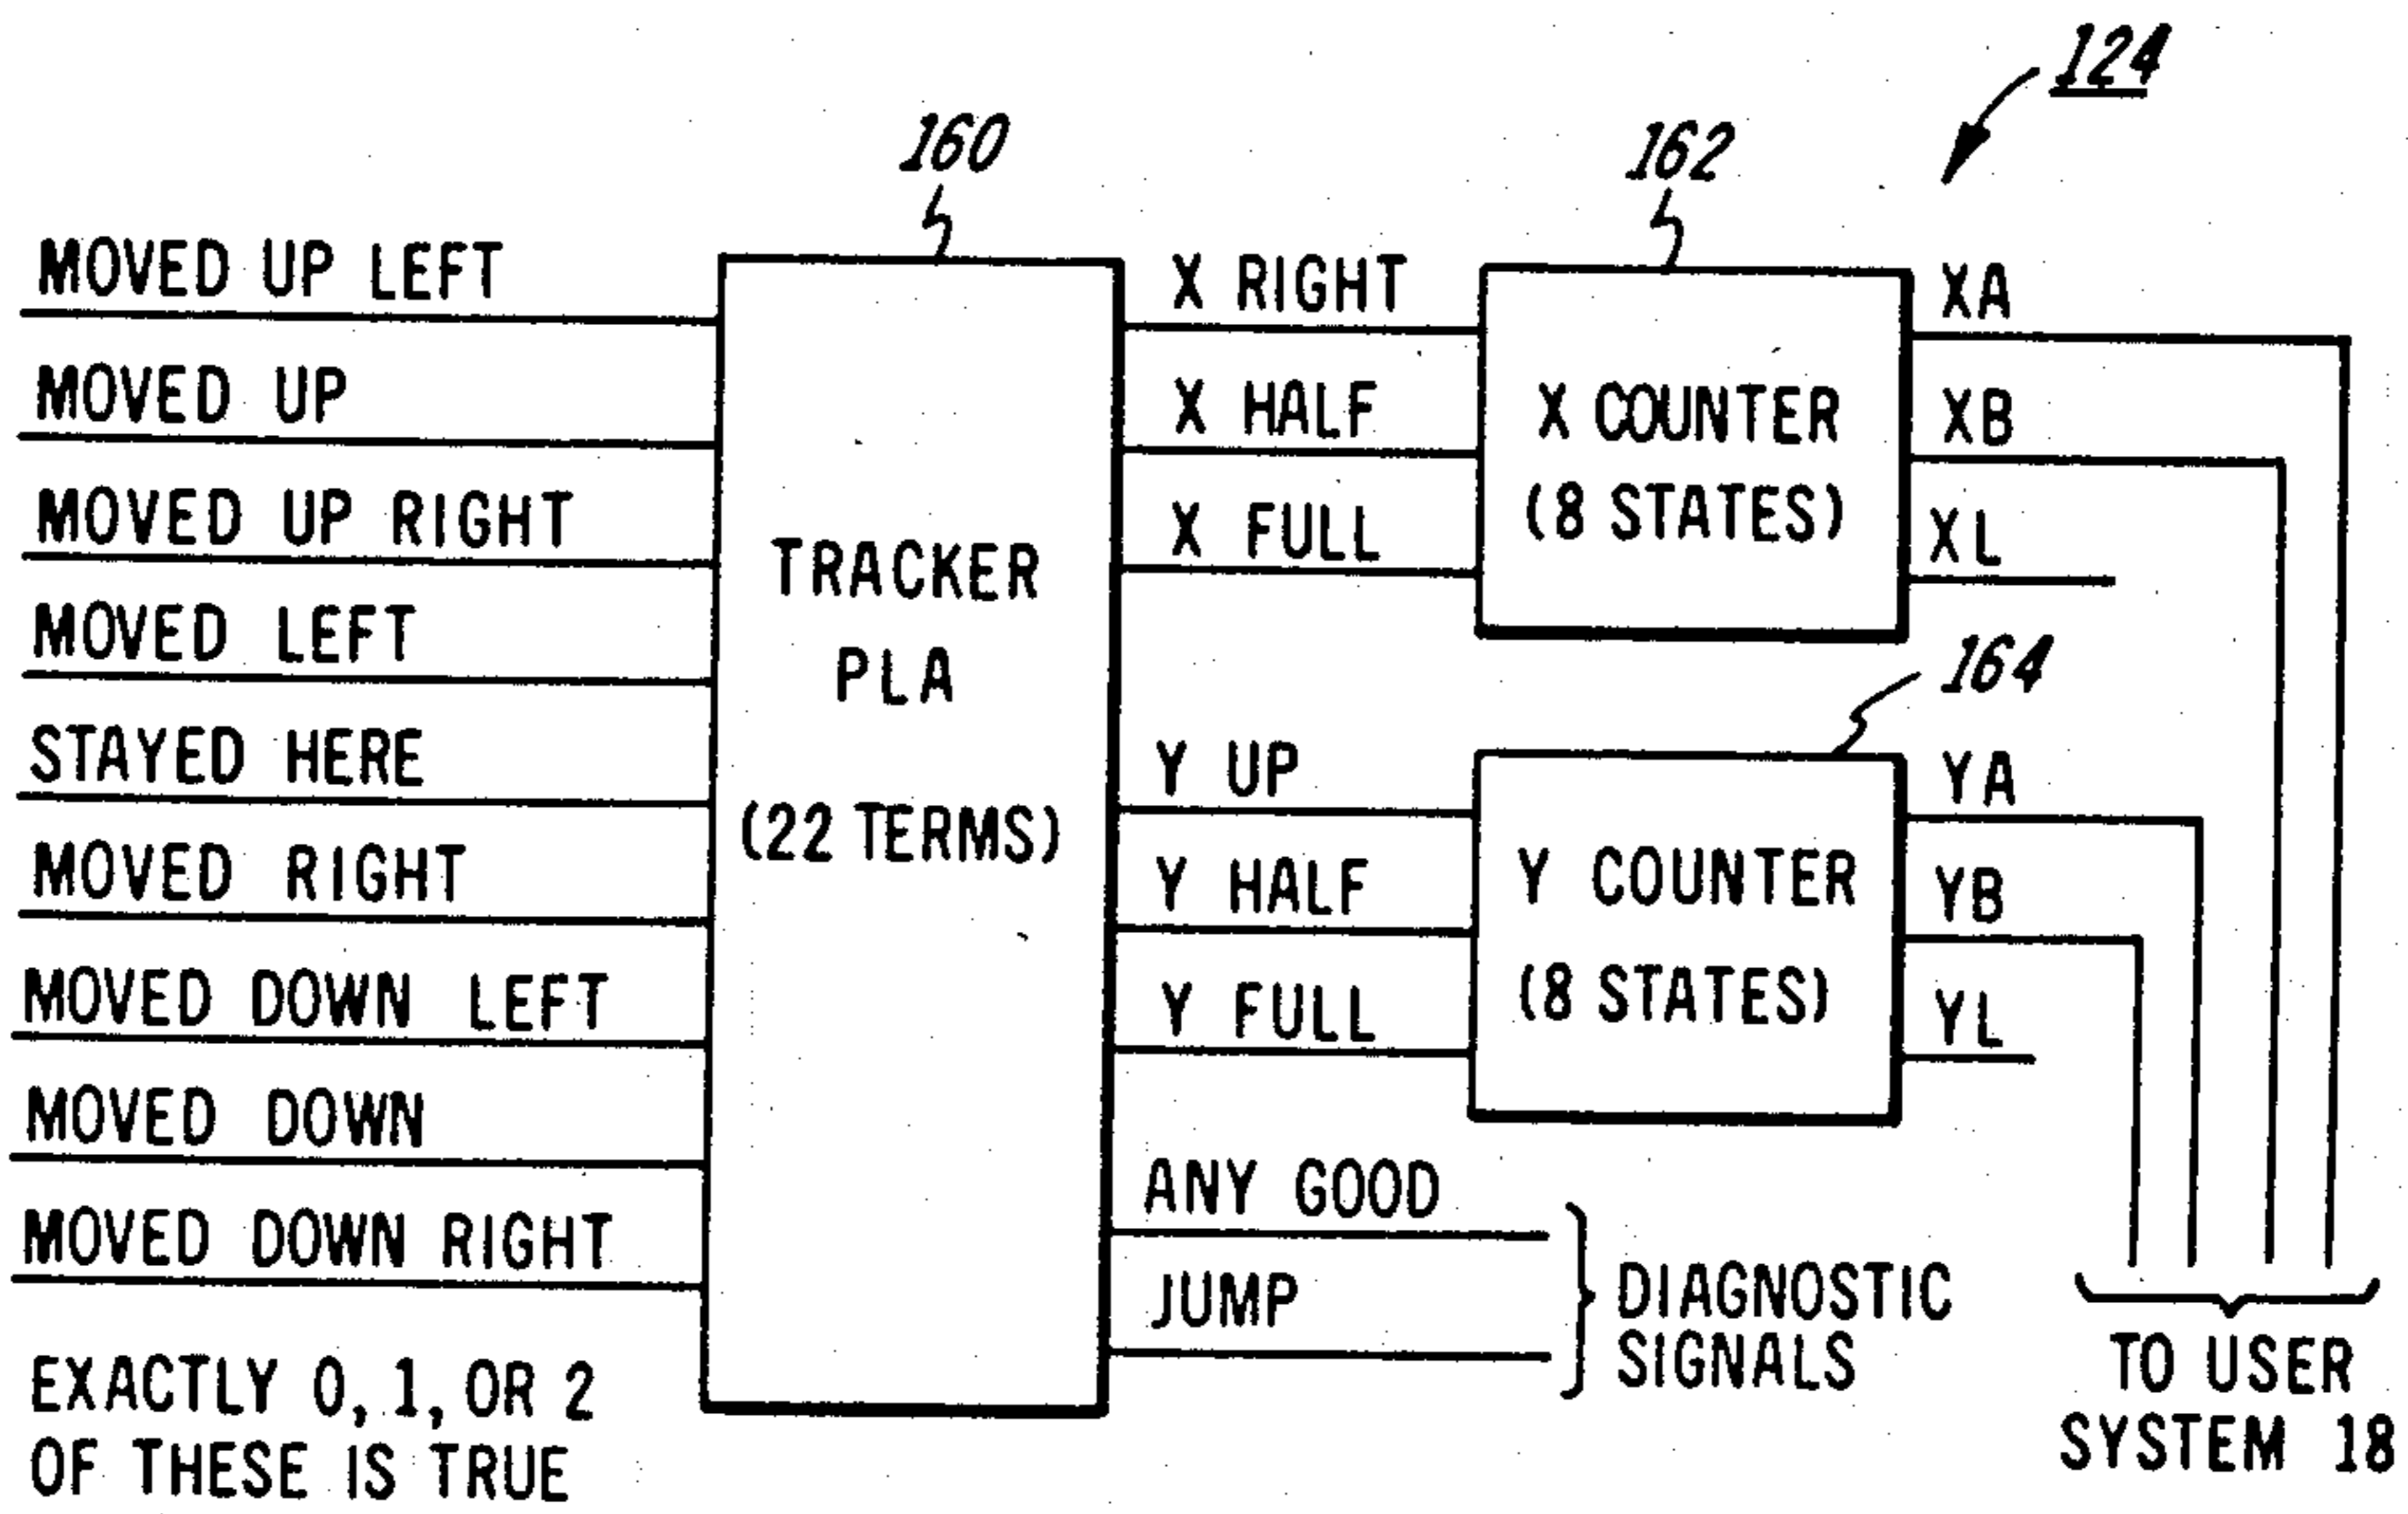 124
160
162
MOVED UP LEFT
MOVED UP
MOVED UP RIGHT
MOVED LEFT
STAYED HERE
MOVED RIGHT
MOVED DOWN LEFT
MOVED DOWN
MOVED DOWN RIGHT
EXACTLY 0, 1, OR 2
OF THESE IS TRUE
TRACKER
PLA
(22 TERMS)
X RIGHT
X HALF
X FULL
Y UP
Y HALF
Y FULL
ANY GOOD
JUMP
DIAGNOSTIC
SIGNALS
X COUNTER
(8 STATES)
XA
XB
XL
164
Y COUNTER
(8 STATES)
YA
YB
YL
TO USER
SYSTEM 18